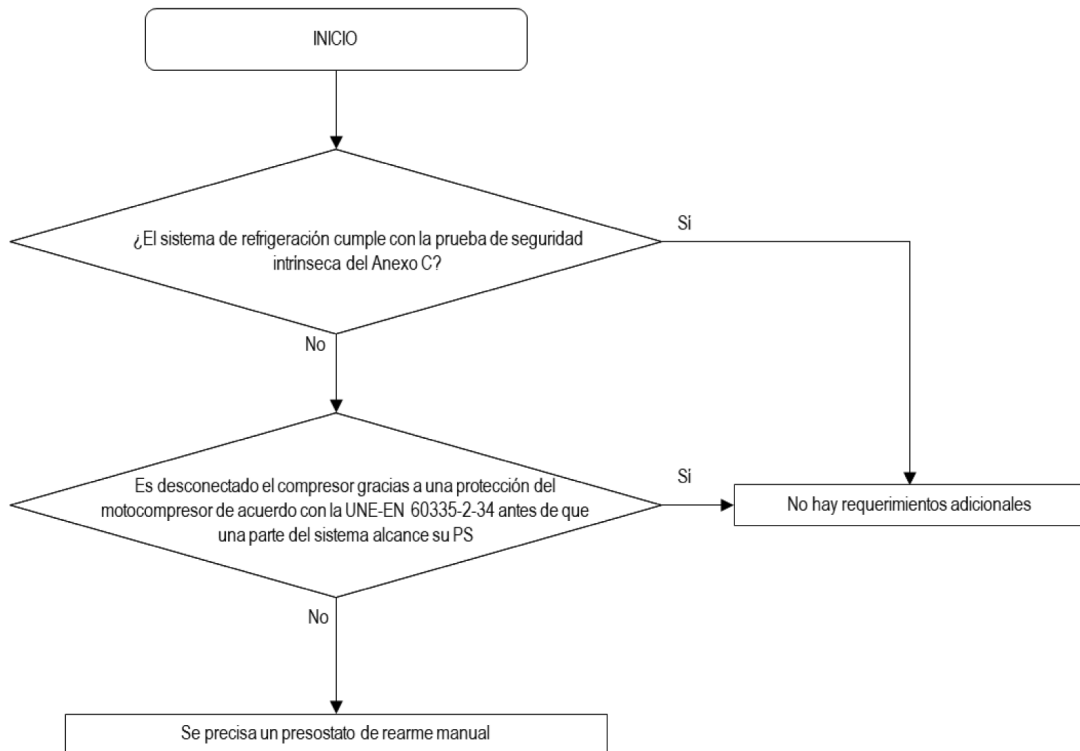 INICIO
¿El sistema de refrigeración cumple con la prueba de seguridad
intrínseca del Anexo C?
Si
No
Es desconectado el compresor gracias a una protección del
motocompresor de acuerdo con la UNE-EN 60335-2-34 antes de que
una parte del sistema alcance su PS
Si
No hay requerimientos adicionales
No
Se precisa un presostato de rearme manual